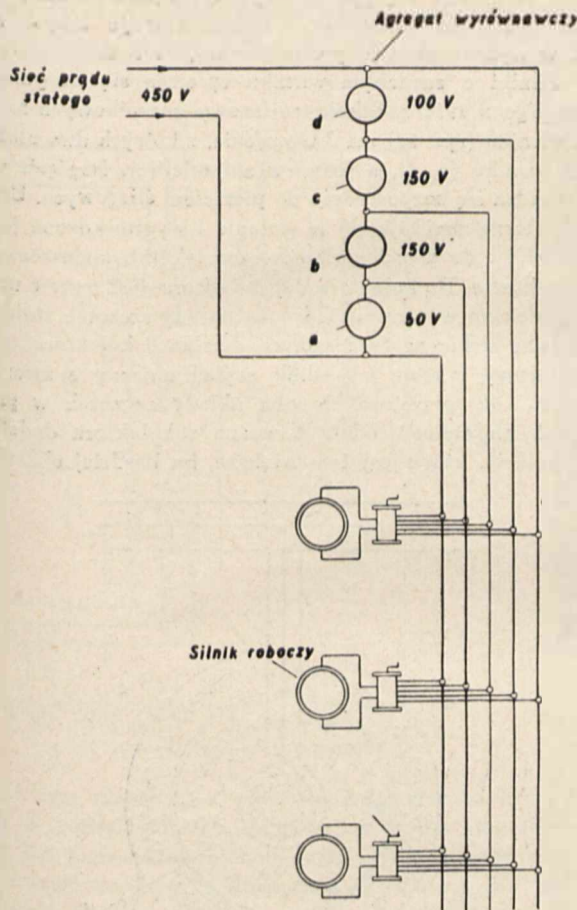 Agregat wyrównawczy
Sieć prądu
stałego
450 V
100 V
d
150 V
c
150 V
b
50 V
a
Silnik roboczy